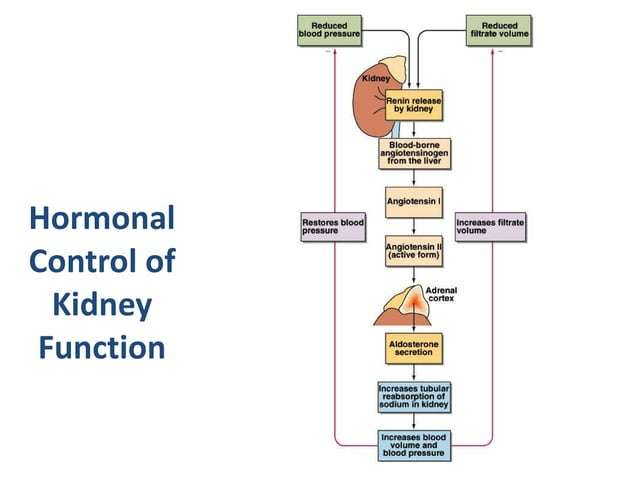 Hormonal
Control of
Kidney
Function
Reduced
blood pressure
Reduced
filtrate volume
–
–
Kidney
Renin release
by kidney
Blood-borne
angiotensinogen
from the liver
Angiotensin I
Restores blood
pressure
Increases filtrate
volume
Angiotensin II
(active form)
Adrenal
cortex
Aldosterone
secretion
Increases tubular
reabsorption of
sodium in kidney
Increases blood
volume and
blood pressure